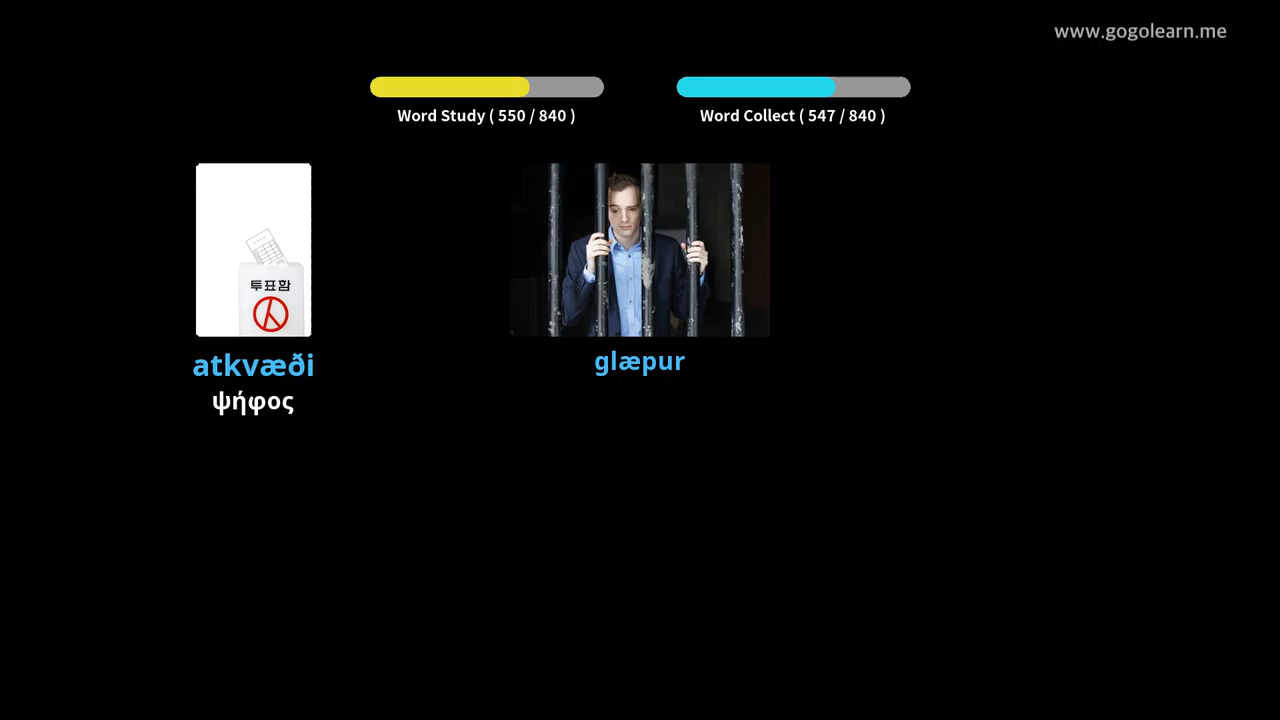 www.gogolearn.me
Word Study ( 550 / 840 )
Word Collect ( 547 / 840 )
투표함
atkvæði
ψήφος
glæpur